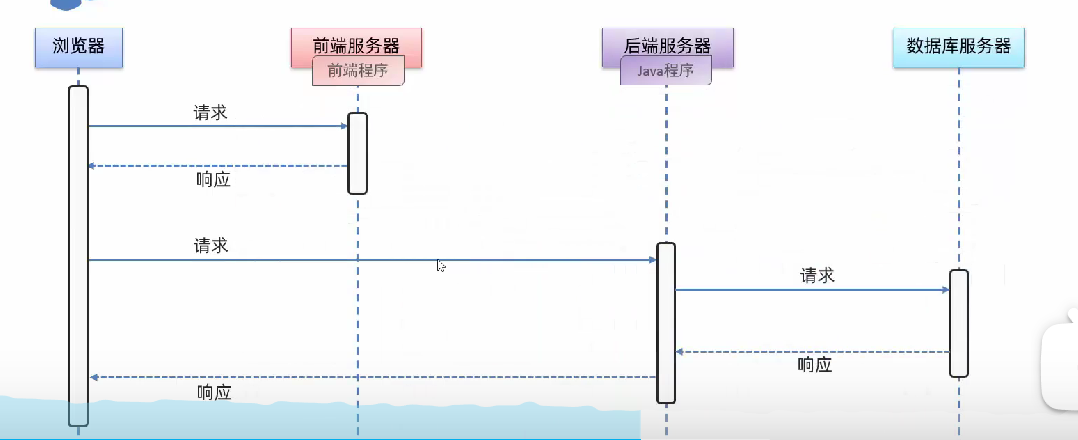 浏览器
前端服务器
后端服务器
数据库服务器
前端程序
Java程序
请求
响应
请求
请求
响应
响应